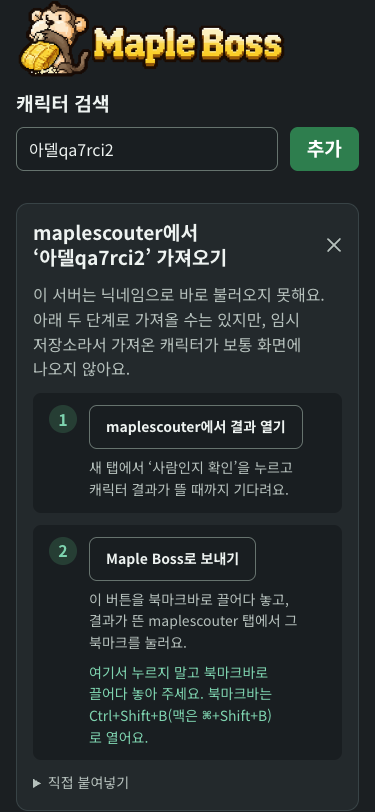 Maple Boss
캐릭터 검색
아델qa7rci2
추가
maplescouter에서
‘아델qa7rci2’ 가져오기
이 서버는 닉네임으로 바로 불러오지 못해요.
아래 두 단계로 가져올 수는 있지만, 임시
저장소라서 가져온 캐릭터가 보통 화면에
나오지 않아요.
1
maplescouter에서 결과 열기
새 탭에서 ‘사람인지 확인’을 누르고
캐릭터 결과가 뜰 때까지 기다려요.
2
Maple Boss로 보내기
이 버튼을 북마크바로 끌어다 놓고,
결과가 뜬 maplescouter 탭에서 그
북마크를 눌러요.
여기서 누르지 말고 북마크바로
끌어다 놓아 주세요. 북마크바는
Ctrl+Shift+B(맥은 ⌘+Shift+B)
로 열어요.
▶ 직접 붙여넣기